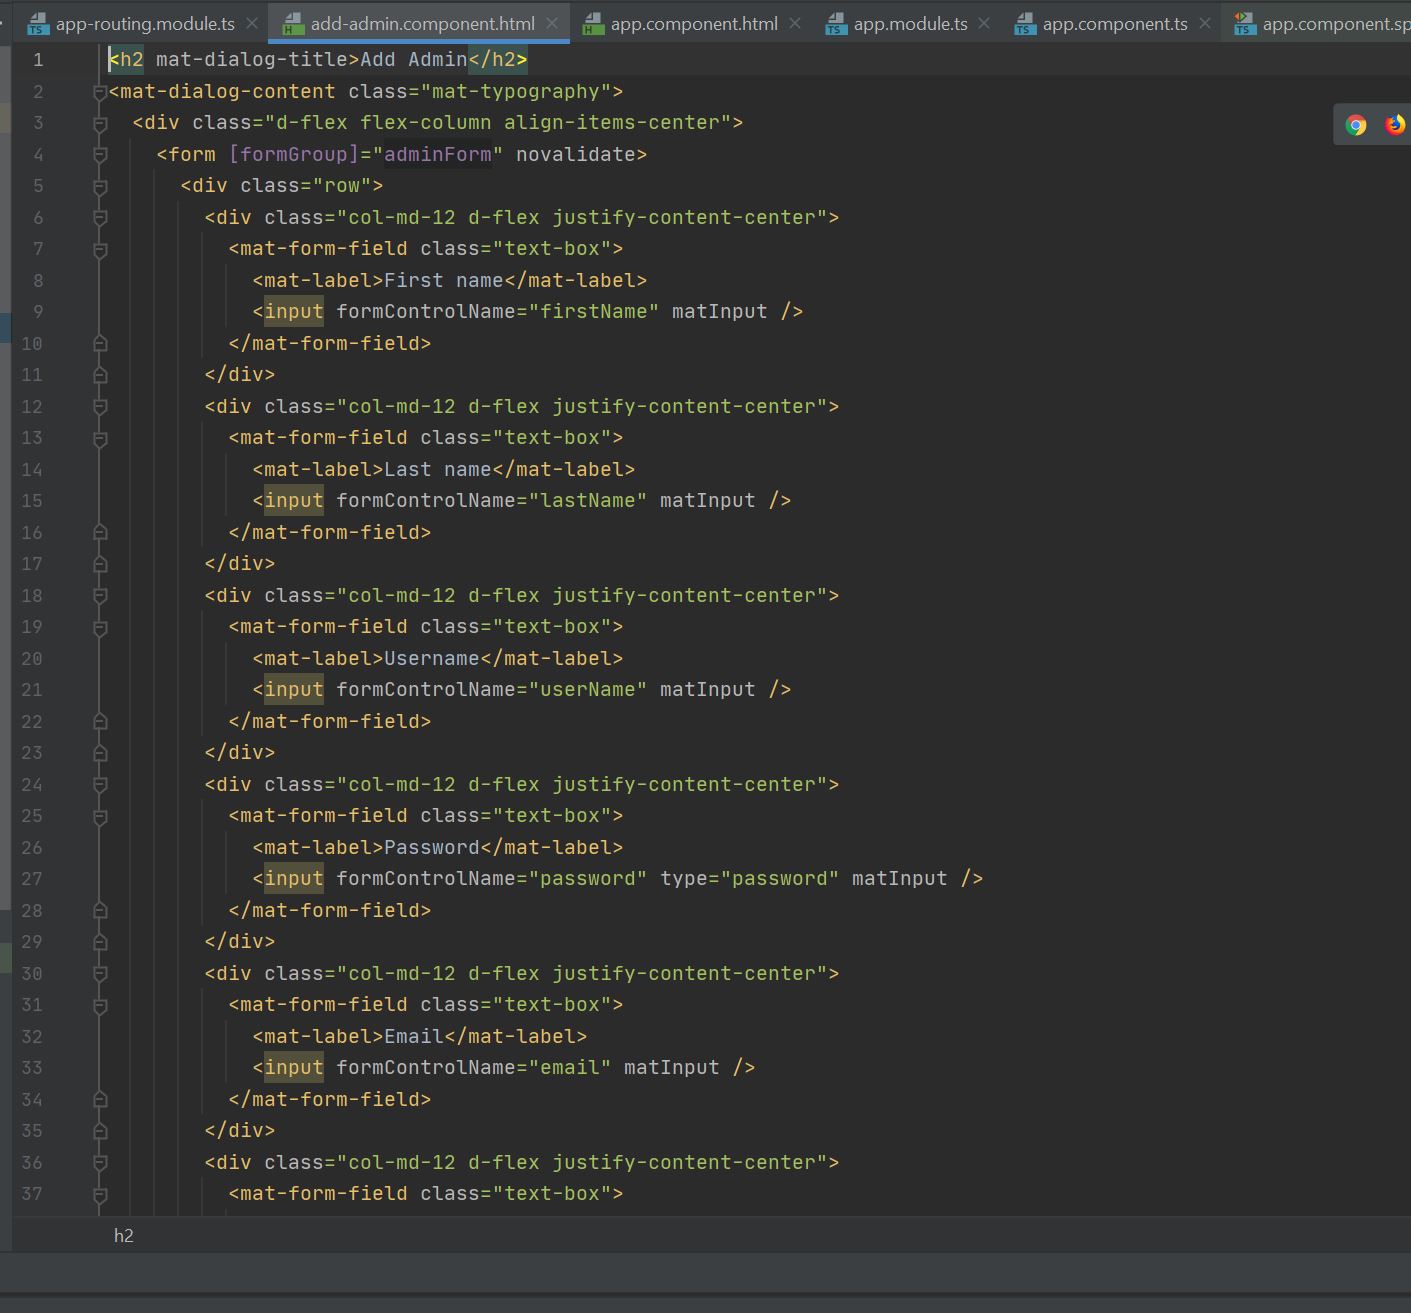 app-routing.module.ts add-admin.component.html app.component.html app.module.ts app.component.ts app.component.sp
1 <h2 mat-dialog-title>Add Admin</h2>
2 <mat-dialog-content class="mat-typography">
3 <div class="d-flex flex-column align-items-center">
4 <form [formGroup]="adminForm" novalidate>
5 <div class="row">
6 <div class="col-md-12 d-flex justify-content-center">
7 <mat-form-field class="text-box">
8 <mat-label>First name</mat-label>
9 <input formControlName="firstName" matInput />
10 </mat-form-field>
11 </div>
12 <div class="col-md-12 d-flex justify-content-center">
13 <mat-form-field class="text-box">
14 <mat-label>Last name</mat-label>
15 <input formControlName="lastName" matInput />
16 </mat-form-field>
17 </div>
18 <div class="col-md-12 d-flex justify-content-center">
19 <mat-form-field class="text-box">
20 <mat-label>Username</mat-label>
21 <input formControlName="userName" matInput />
22 </mat-form-field>
23 </div>
24 <div class="col-md-12 d-flex justify-content-center">
25 <mat-form-field class="text-box">
26 <mat-label>Password</mat-label>
27 <input formControlName="password" type="password" matInput />
28 </mat-form-field>
29 </div>
30 <div class="col-md-12 d-flex justify-content-center">
31 <mat-form-field class="text-box">
32 <mat-label>Email</mat-label>
33 <input formControlName="email" matInput />
34 </mat-form-field>
35 </div>
36 <div class="col-md-12 d-flex justify-content-center">
37 <mat-form-field class="text-box">
h2